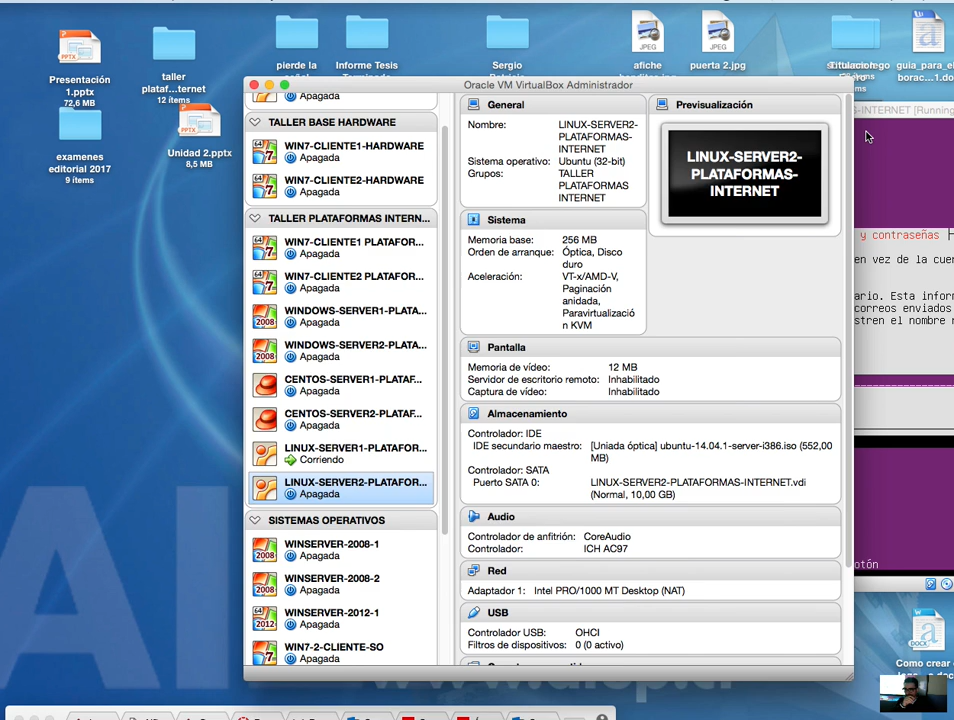 Presentación
1.pptx
72,6 MB
taller
plataf...ternet
12 ítems
pierde la
Informe Tesis
Sergio
afiche
puerta 2.jpg
guia_para_el
borac...1.do
examenes
editorial 2017
9 ítems
Unidad 2.pptx
8,5 MB
JPEG
JPEG
PPTX
PPTX
Oracle VM VirtualBox Administrador
Apagada
TALLER BASE HARDWARE
WIN7-CLIENTE1-HARDWARE
Apagada
WIN7-CLIENTE2-HARDWARE
Apagada
TALLER PLATAFORMAS INTERN...
WIN7-CLIENTE1 PLATAFOR...
Apagada
WIN7-CLIENTE2 PLATAFOR...
Apagada
WINDOWS-SERVER1-PLATA...
Apagada
WINDOWS-SERVER2-PLATA...
Apagada
CENTOS-SERVER1-PLATAF...
Apagada
CENTOS-SERVER2-PLATAF...
Apagada
LINUX-SERVER1-PLATAFOR...
Corriendo
LINUX-SERVER2-PLATAFOR...
Apagada
SISTEMAS OPERATIVOS
WINSERVER-2008-1
Apagada
WINSERVER-2008-2
Apagada
WINSERVER-2012-1
Apagada
WIN7-2-CLIENTE-SO
Apagada
General
Nombre: LINUX-SERVER2-
PLATAFORMAS-
INTERNET
Sistema operativo: Ubuntu (32-bit)
Grupos: TALLER
PLATAFORMAS
INTERNET
Previsualización
LINUX-SERVER2-
PLATAFORMAS-
INTERNET
Sistema
Memoria base: 256 MB
Orden de arranque: Óptica, Disco
duro
Aceleración: VT-x/AMD-V,
Paginación
anidada,
Paravirtualizació
n KVM
Pantalla
Memoria de vídeo: 12 MB
Servidor de escritorio remoto: Inhabilitado
Captura de vídeo: Inhabilitado
Almacenamiento
Controlador: IDE
IDE secundario maestro: [Uniada óptica] ubuntu-14.04.1-server-i386.iso (552,00
MB)
Controlador: SATA
Puerto SATA 0: LINUX-SERVER2-PLATAFORMAS-INTERNET.vdi
(Normal, 10,00 GB)
Audio
Controlador de anfitrión: CoreAudio
Controlador: ICH AC97
Red
Adaptador 1: Intel PRO/1000 MT Desktop (NAT)
USB
Controlador USB: OHCI
Filtros de dispositivos: 0 (0 activo)
S-INTERNET [Running
y contraseñas
en vez de la cue
ario. Esta infor
correos enviados
stren el nombre
otón
DOCX
Como crear